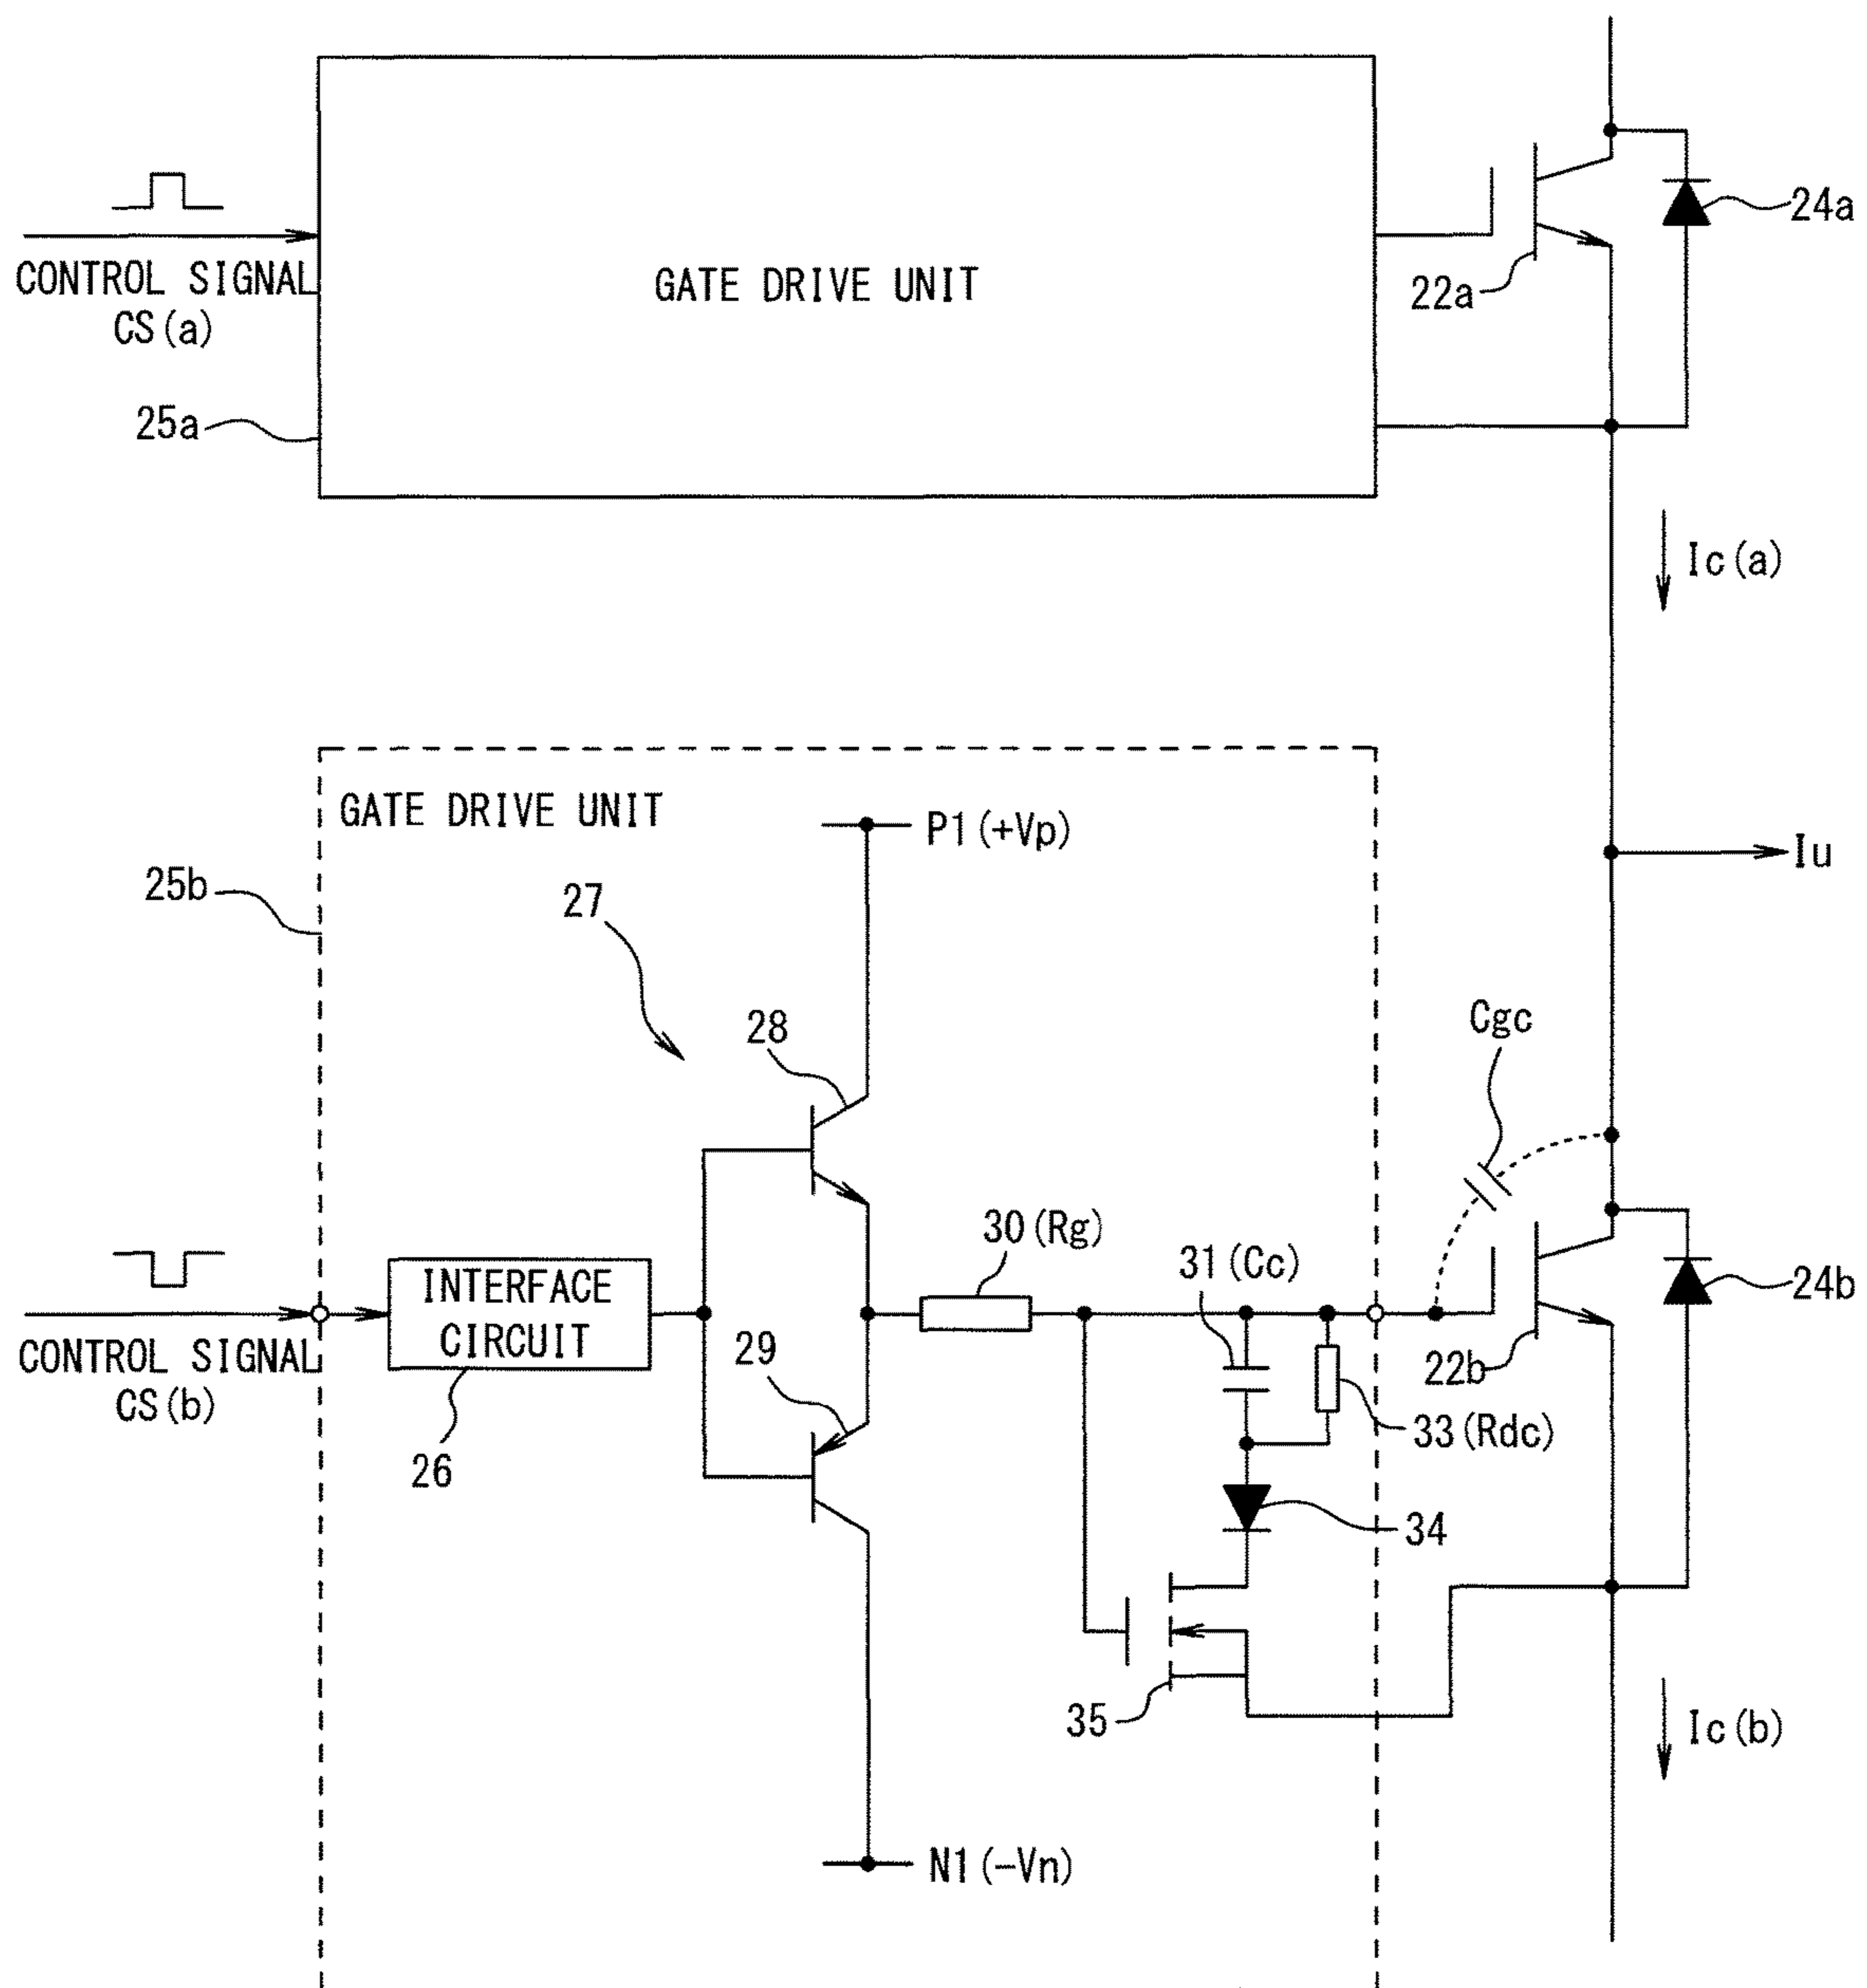 CONTROL SIGNAL
CS(a)
GATE DRIVE UNIT
24a
22a
25a
Ic(a)
GATE DRIVE UNIT
P1(+Vp)
25b
Iu
27
28
Cgc
30(Rg)
31(Cc)
INTERFACE
CIRCUIT
24b
CONTROL SIGNAL
CS(b)
29
22b
33(Rdc)
26
34
35
Ic(b)
N1(-Vn)